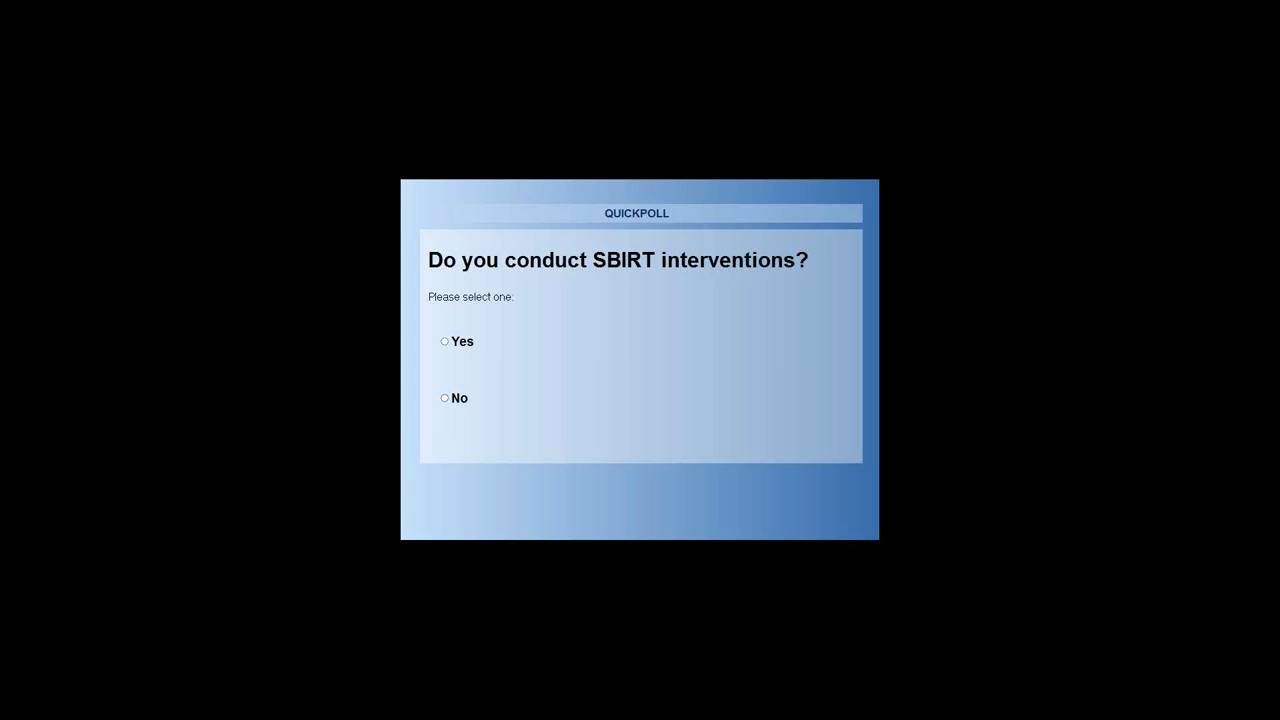 QUICKPOLL
Do you conduct SBIRT interventions?
Please select one:
Yes
No